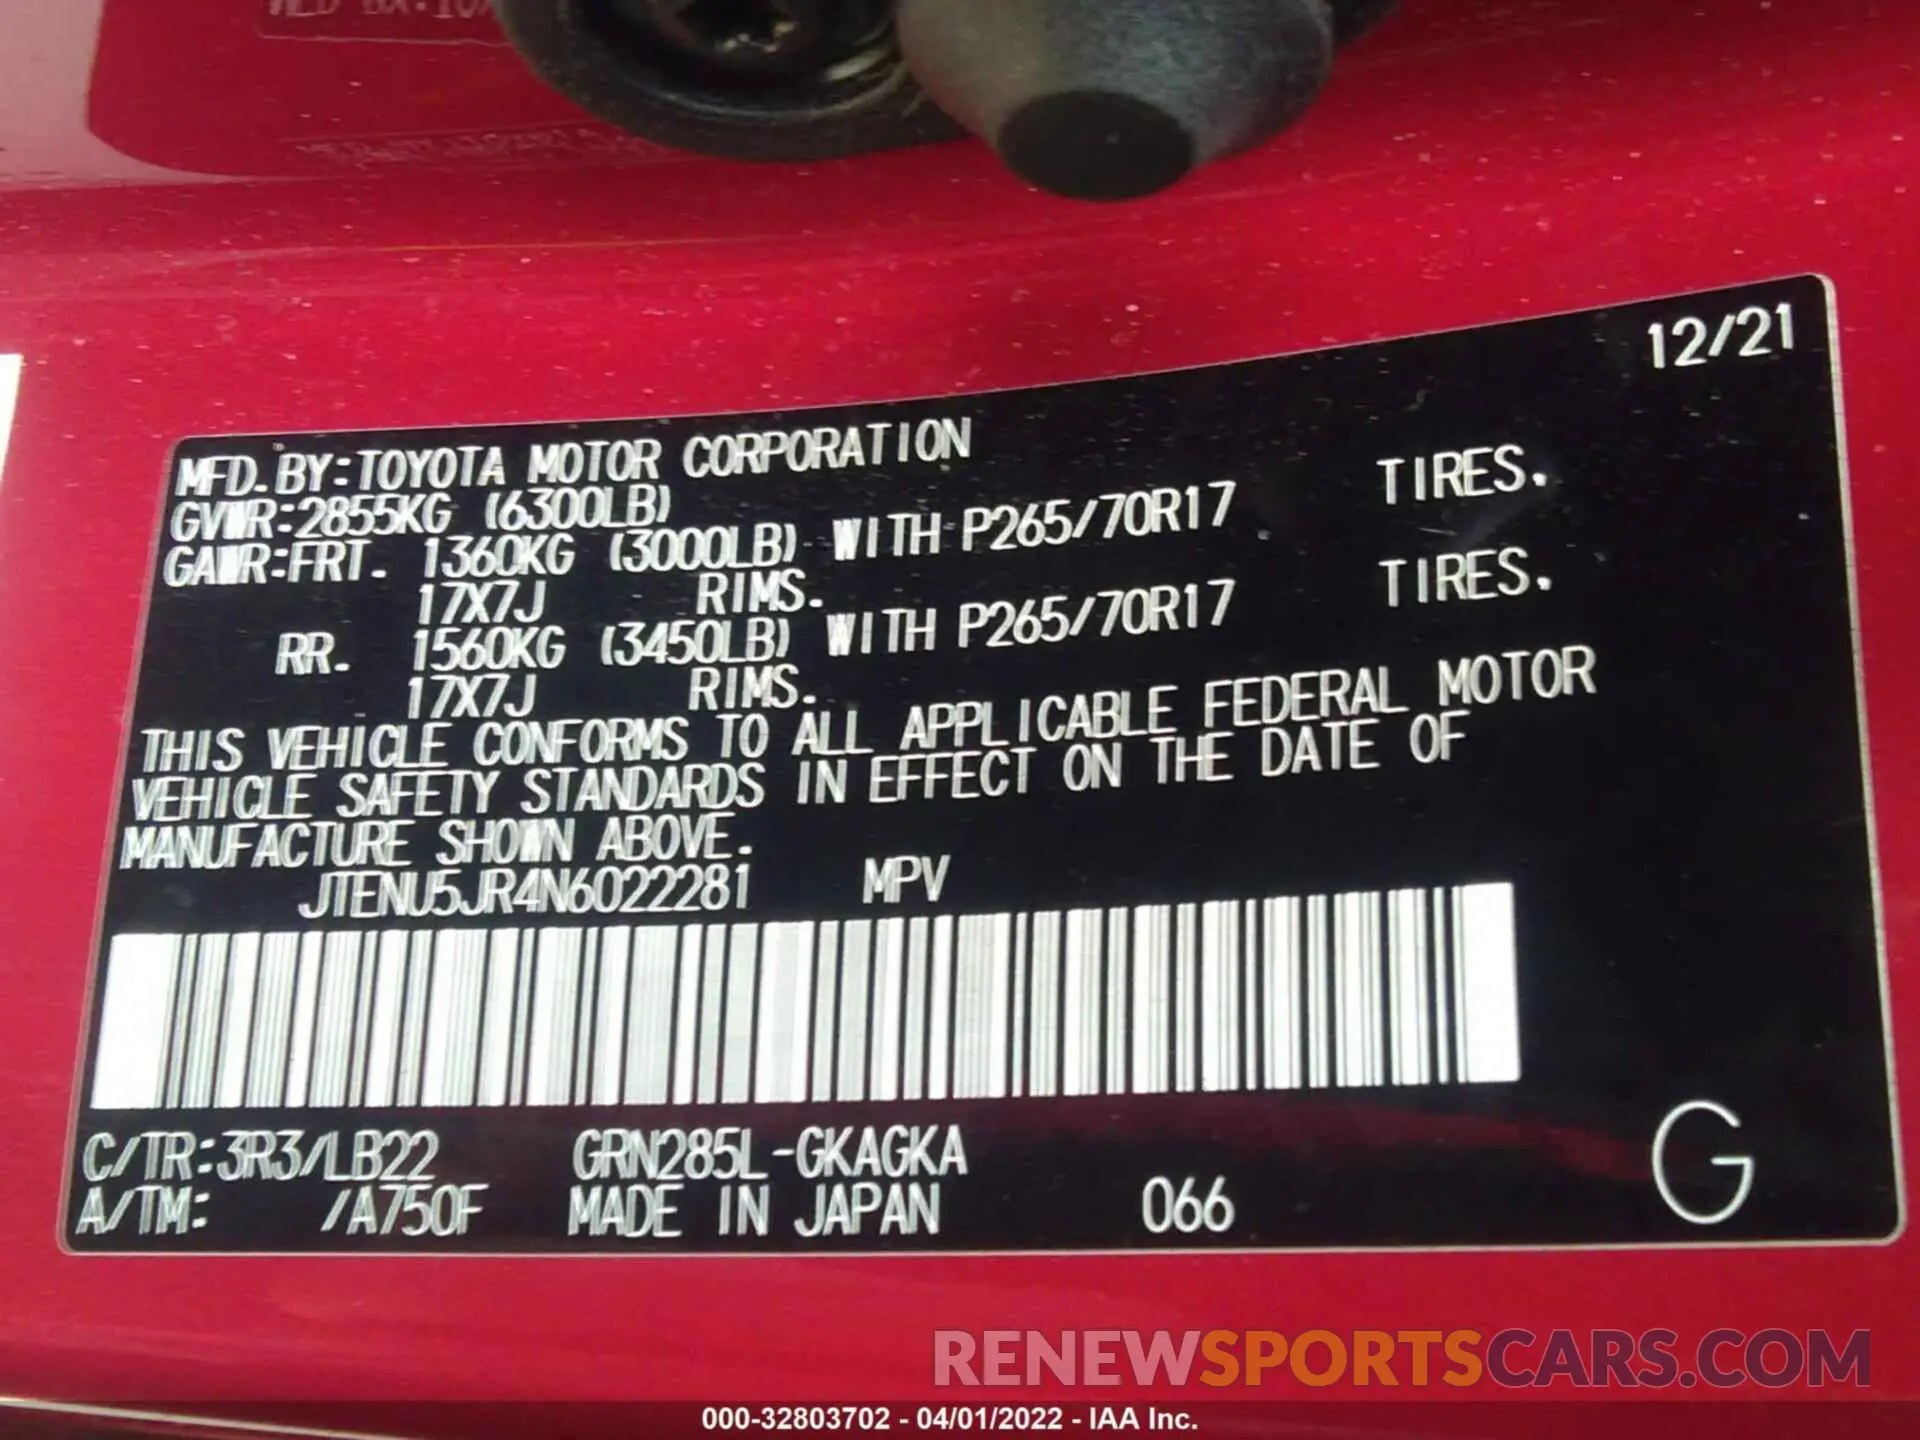 12/21
MFD. BY: TOYOTA MOTOR CORPORATION
GVWR: 2855KG (6300LB)
GAWR: FRT. 1360KG (3000LB) WITH P265/70R17 TIRES.
17X7J RIMS.
RR. 1560KG (3450LB) WITH P265/70R17 TIRES.
17X7J RIMS.
THIS VEHICLE CONFORMS TO ALL APPLICABLE FEDERAL MOTOR
VEHICLE SAFETY STANDARDS IN EFFECT ON THE DATE OF
MANUFACTURE SHOWN ABOVE.
JTENU5JR4N6022281 MPV
C/TR: 3R3/LB22 GRN285L-GKAGKA
A/TM: /A750F MADE IN JAPAN 066 G
RENEWSPORTSCARS.COM
000-32803702 - 04/01/2022 - IAA Inc.